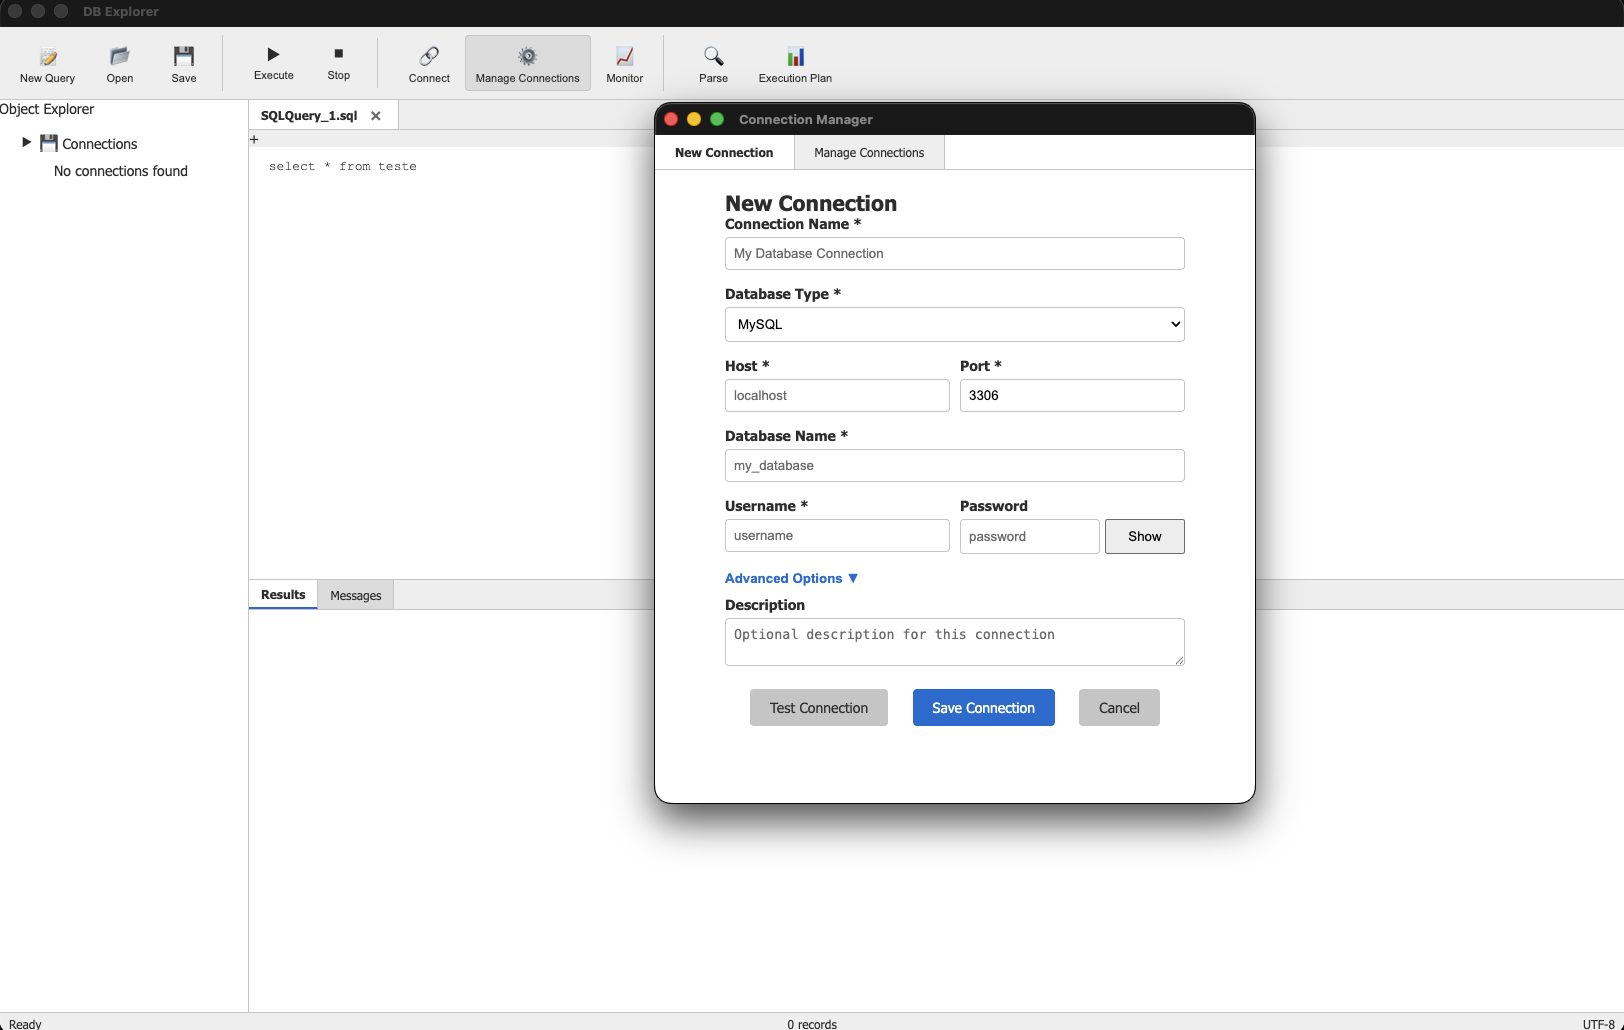 DB Explorer
New Query
Open
Save
Execute
Stop
Connect
Manage Connections
Monitor
Parse
Execution Plan
Object Explorer
Connections
No connections found
SQLQuery_1.sql
+
select * from teste
Results
Messages
Connection Manager
New Connection
Manage Connections
New Connection
Connection Name *
My Database Connection
Database Type *
MySQL
Host *
Port *
localhost
3306
Database Name *
my_database
Username *
Password
username
password
Show
Advanced Options ▼
Description
Optional description for this connection
Test Connection
Save Connection
Cancel
Ready
0 records
UTF-8